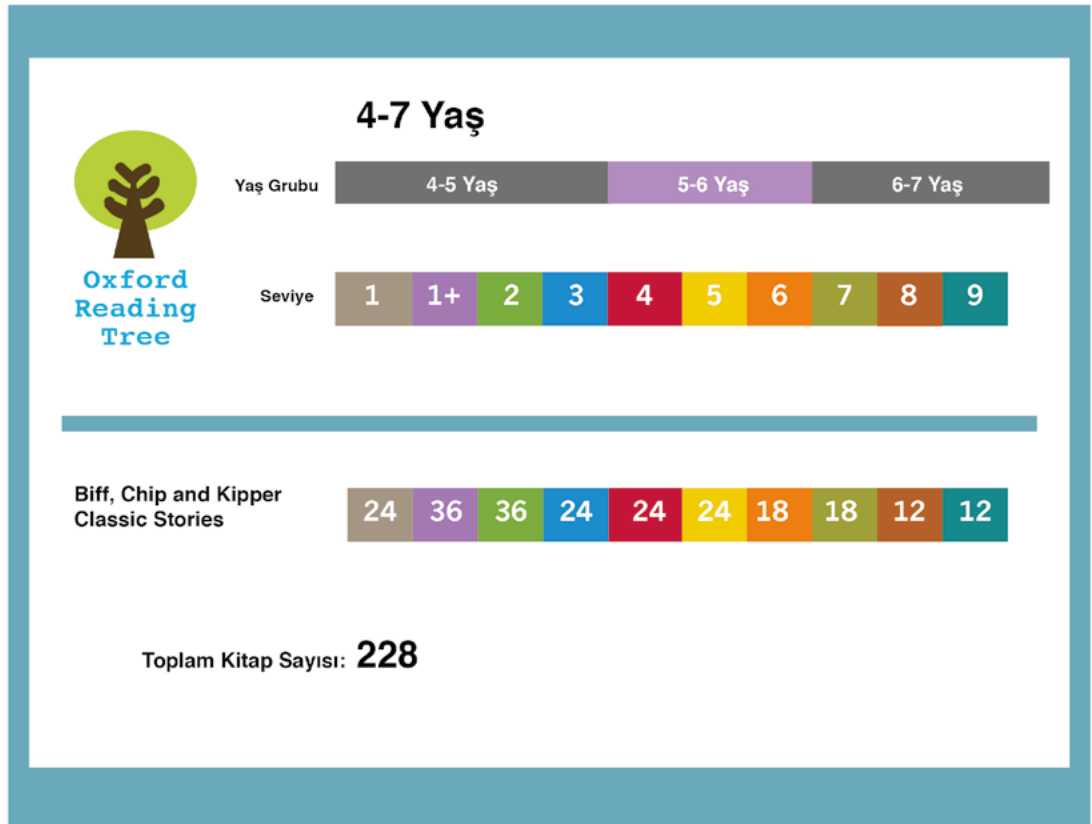 4-7 Yaş
Yaş Grubu 4-5 Yaş 5-6 Yaş 6-7 Yaş
Oxford
Reading
Tree
Seviye 1 1+ 2 3 4 5 6 7 8 9
Biff, Chip and Kipper
Classic Stories
24 36 36 24 24 24 18 18 12 12
Toplam Kitap Sayısı: 228